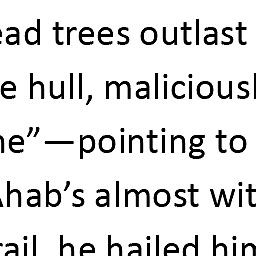 ead trees outlast
e hull, maliciousl
ne”—pointing to
Ahab’s almost wit
rail, he hailed him